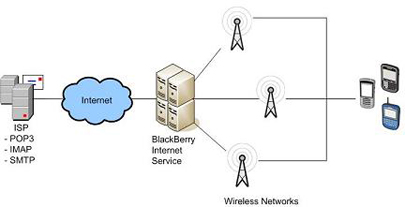 Internet
ISP
- POP3
- IMAP
- SMTP
BlackBerry
Internet
Service
Wireless Networks